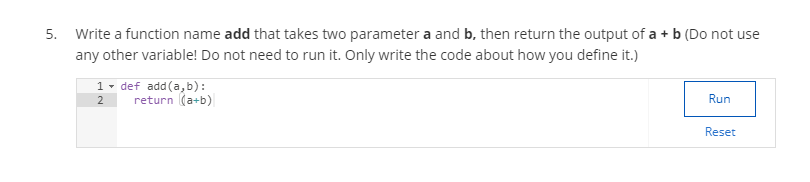 5. Write a function name add that takes two parameter a and b, then return the output of a + b (Do not use
any other variable! Do not need to run it. Only write the code about how you define it.)
1 def add(a,b):
2 return (a+b)
Run
Reset